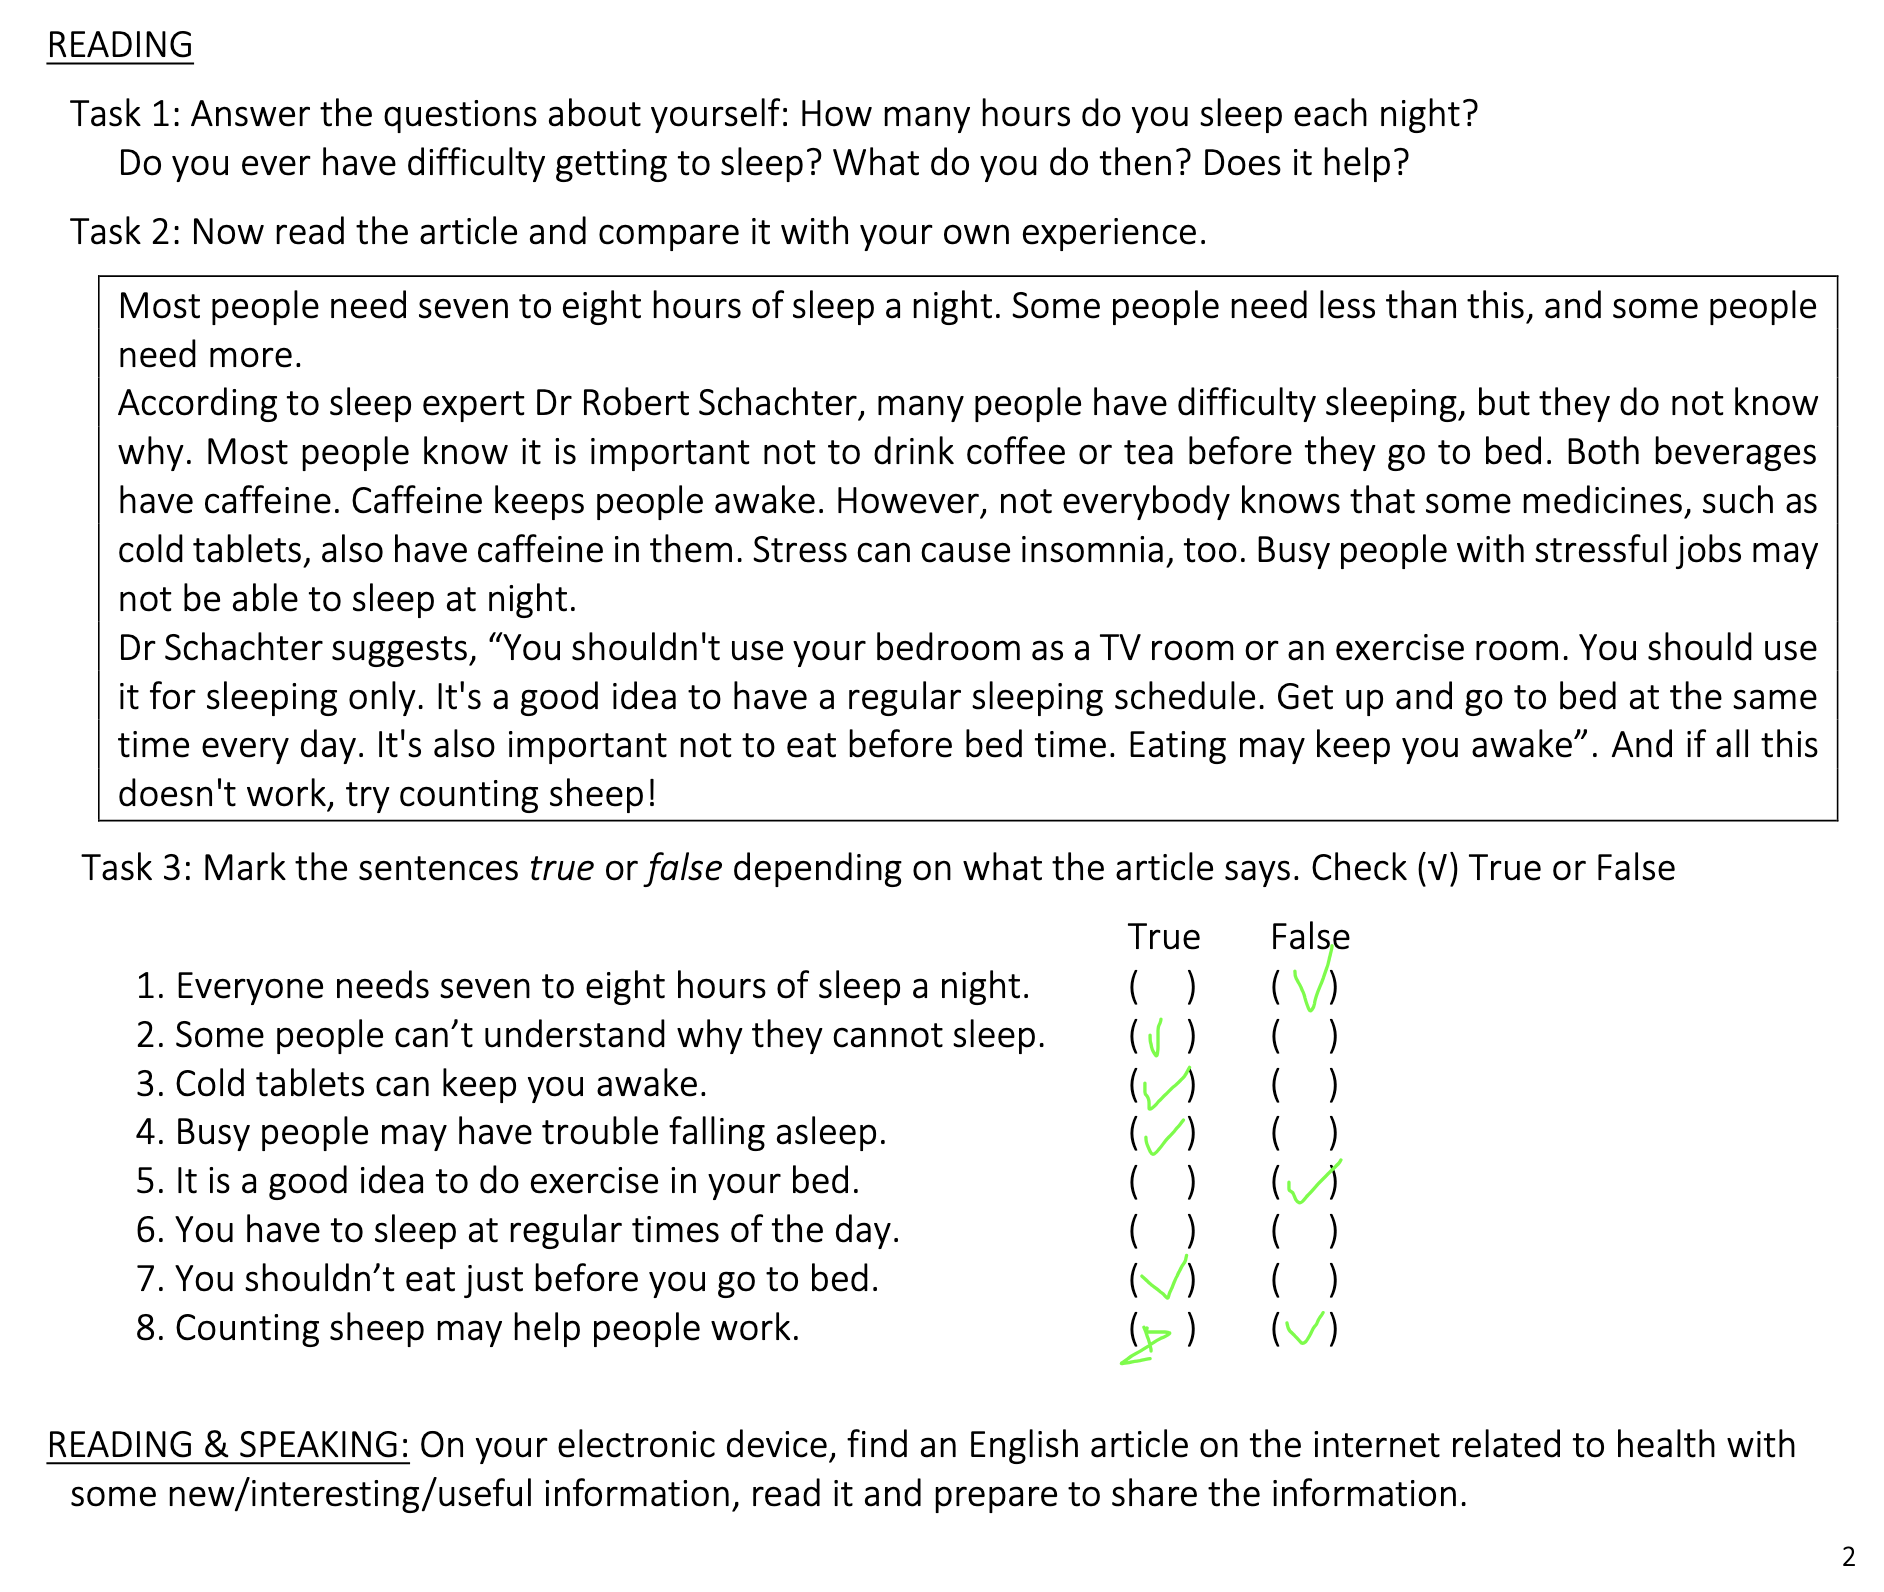 READING
Task 1: Answer the questions about yourself: How many hours do you sleep each night?
Do you ever have difficulty getting to sleep? What do you do then? Does it help?
Task 2: Now read the article and compare it with your own experience.
Most people need seven to eight hours of sleep a night. Some people need less than this, and some people
need more.
According to sleep expert Dr Robert Schachter, many people have difficulty sleeping, but they do not know
why. Most people know it is important not to drink coffee or tea before they go to bed. Both beverages
have caffeine. Caffeine keeps people awake. However, not everybody knows that some medicines, such as
cold tablets, also have caffeine in them. Stress can cause insomnia, too. Busy people with stressful jobs may
not be able to sleep at night.
Dr Schachter suggests, “You shouldn't use your bedroom as a TV room or an exercise room. You should use
it for sleeping only. It's a good idea to have a regular sleeping schedule. Get up and go to bed at the same
time every day. It's also important not to eat before bed time. Eating may keep you awake”. And if all this
doesn't work, try counting sheep!
Task 3: Mark the sentences true or false depending on what the article says. Check (√) True or False
True False
1. Everyone needs seven to eight hours of sleep a night. ( ) (✓)
2. Some people can’t understand why they cannot sleep. (✓) ( )
3. Cold tablets can keep you awake. (✓) ( )
4. Busy people may have trouble falling asleep. (✓) ( )
5. It is a good idea to do exercise in your bed. ( ) (✓)
6. You have to sleep at regular times of the day. ( ) ( )
7. You shouldn’t eat just before you go to bed. (✓) ( )
8. Counting sheep may help people work. ( ) (✓)
READING & SPEAKING: On your electronic device, find an English article on the internet related to health with
some new/interesting/useful information, read it and prepare to share the information.
2